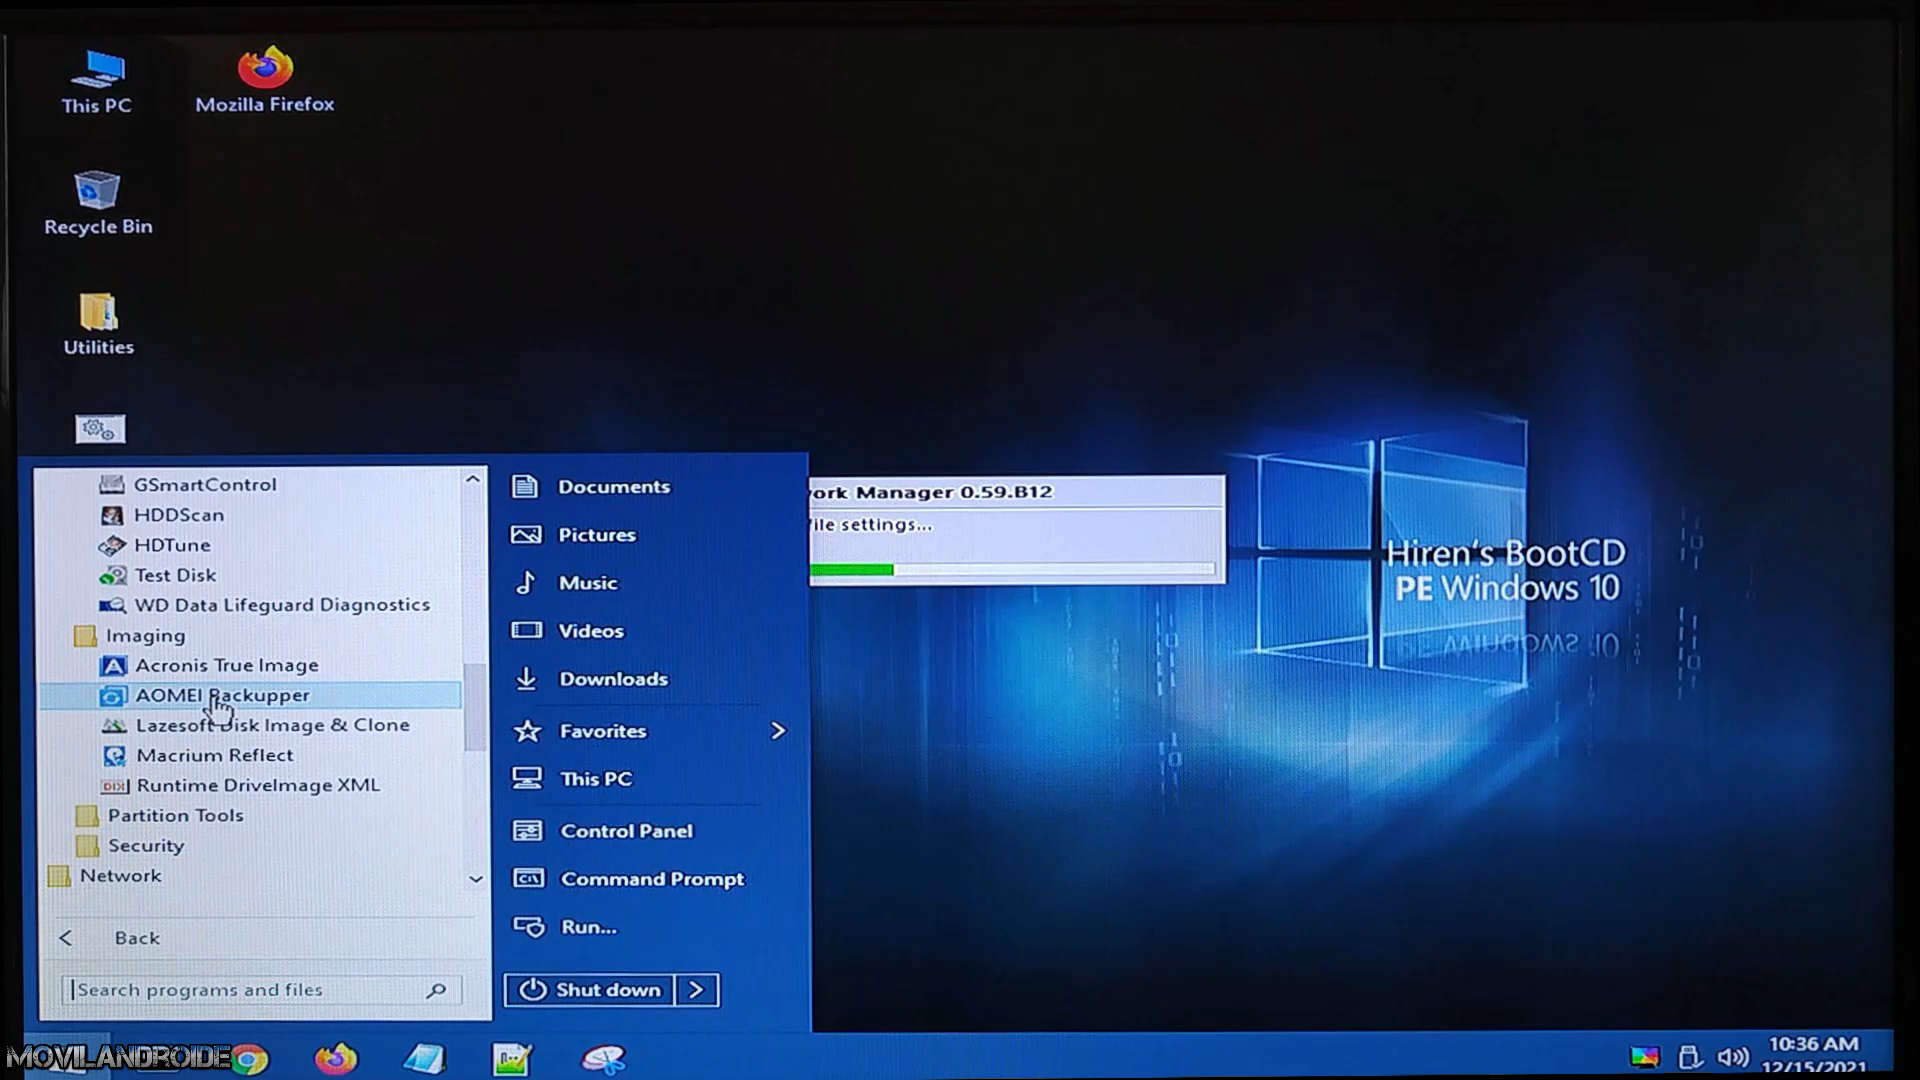 This PC
Mozilla Firefox
Recycle Bin
Utilities
GSmartControl
HDDScan
HDTune
Test Disk
WD Data Lifeguard Diagnostics
Imaging
Acronis True Image
AOMEI Backupper
Lazesoft Disk Image & Clone
Macrium Reflect
DIX Runtime DriveImage XML
Partition Tools
Security
Network
Back
Search programs and files
Documents
Pictures
Music
Videos
Downloads
Favorites
This PC
Control Panel
Command Prompt
Run...
Shut down
ork Manager 0.59.B12
file settings...
Hiren's BootCD
PE Windows 10
MOVILANDROIDE
10:36 AM
12/15/2021